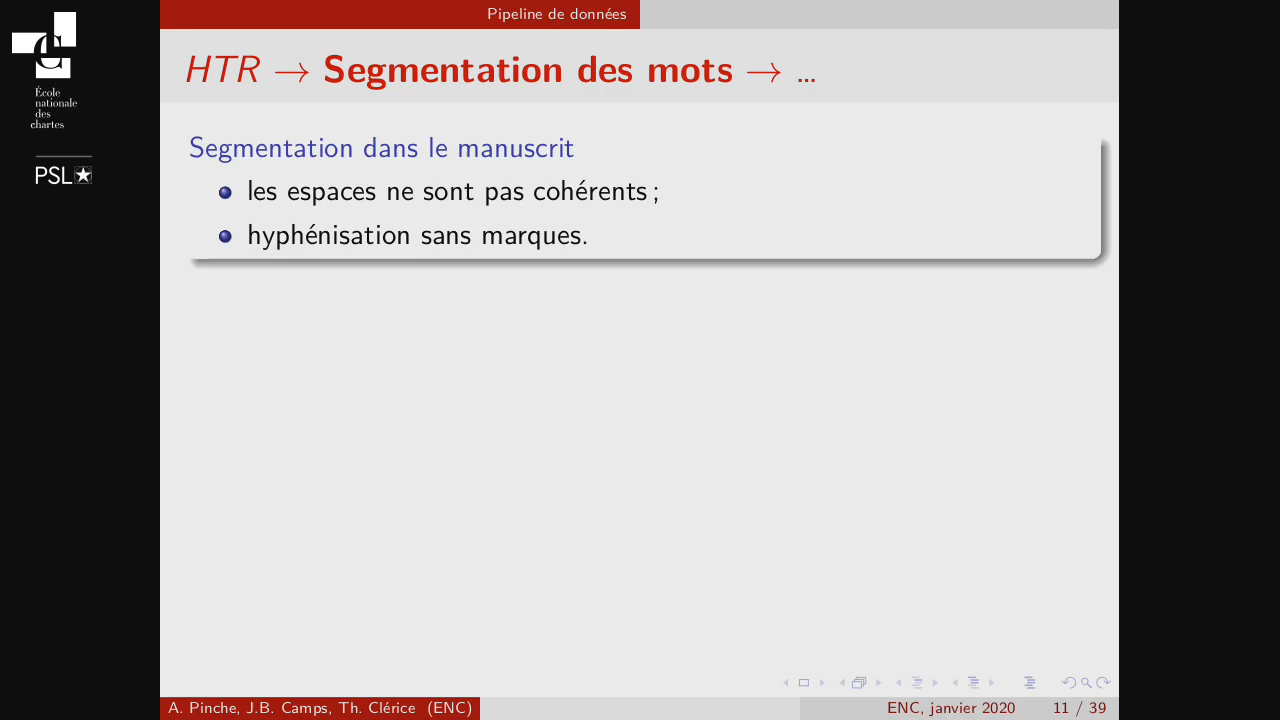 École
nationale
des
chartes
PSL
Pipeline de données
HTR → Segmentation des mots → ...
Segmentation dans le manuscrit
les espaces ne sont pas cohérents ;
hyphénisation sans marques.
A. Pinche, J.B. Camps, Th. Clérice (ENC)
ENC, janvier 2020
11 / 39